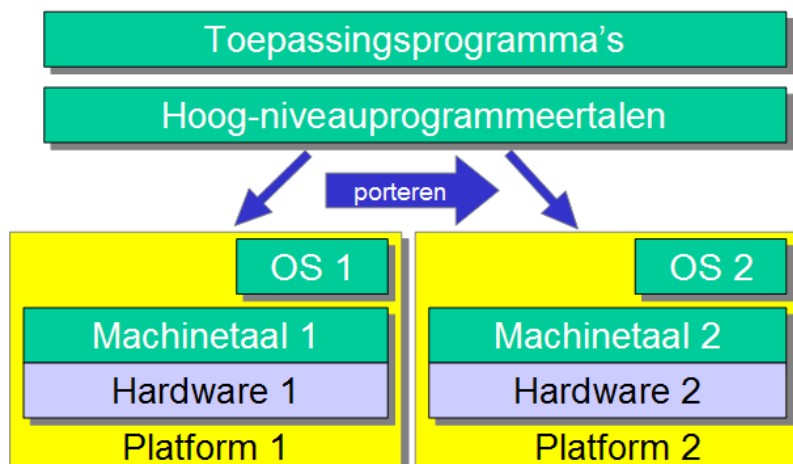 Toepassingsprogramma's
Hoog-niveauprogrammeertalen
porteren
OS 1
Machinetaal 1
Hardware 1
Platform 1
OS 2
Machinetaal 2
Hardware 2
Platform 2